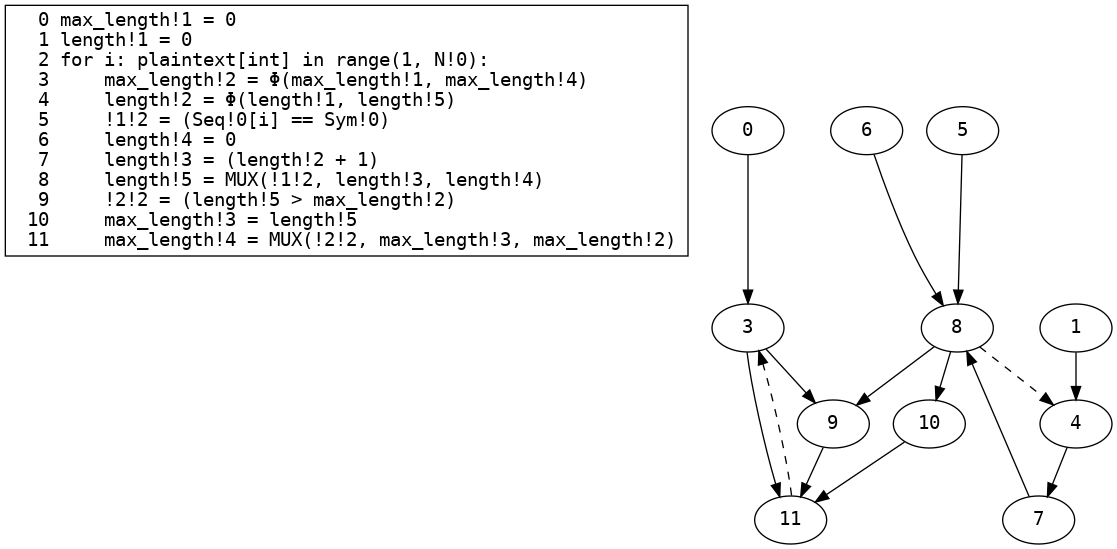 0 max_length!1 = 0
1 length!1 = 0
2 for i: plaintext[int] in range(1, N!0):
3     max_length!2 = Φ(max_length!1, max_length!4)
4     length!2 = Φ(length!1, length!5)
5     !1!2 = (Seq!0[i] == Sym!0)
6     length!4 = 0
7     length!3 = (length!2 + 1)
8     length!5 = MUX(!1!2, length!3, length!4)
9     !2!2 = (length!5 > max_length!2)
10     max_length!3 = length!5
11     max_length!4 = MUX(!2!2, max_length!3, max_length!2)
0 6 5
3 8 1
9 10 4
11 7